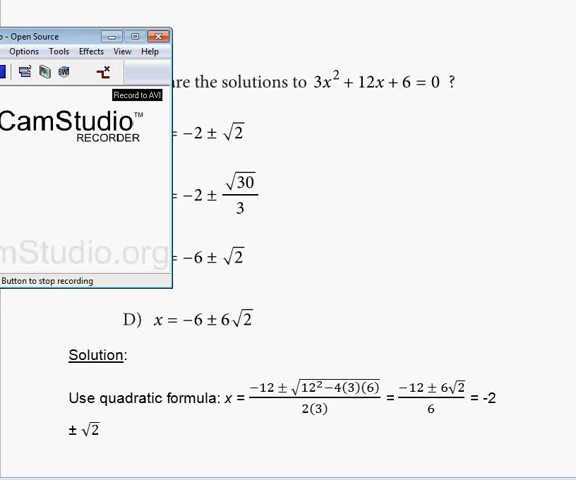 - Open Source
Options Tools Effects View Help
Record to AVI
CamStudio™
RECORDER
mStudio.org
Button to stop recording
re the solutions to 3x² + 12x + 6 = 0 ?
= −2 ± √2
= −2 ± √30/3
= −6 ± √2
D) x = −6 ± 6√2
Solution:
Use quadratic formula: x = (−12 ± √(12²−4(3)(6)))/2(3) = (−12 ± 6√2)/6 = -2
± √2